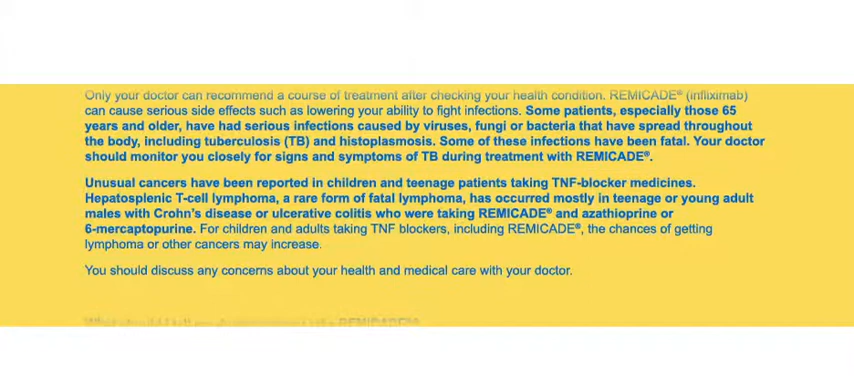 Only your doctor can recommend a course of treatment after checking your health condition. REMICADE® (infliximab)
can cause serious side effects such as lowering your ability to fight infections. Some patients, especially those 65
years and older, have had serious infections caused by viruses, fungi or bacteria that have spread throughout
the body, including tuberculosis (TB) and histoplasmosis. Some of these infections have been fatal. Your doctor
should monitor you closely for signs and symptoms of TB during treatment with REMICADE®.
Unusual cancers have been reported in children and teenage patients taking TNF-blocker medicines.
Hepatosplenic T-cell lymphoma, a rare form of fatal lymphoma, has occurred mostly in teenage or young adult
males with Crohn's disease or ulcerative colitis who were taking REMICADE® and azathioprine or
6-mercaptopurine. For children and adults taking TNF blockers, including REMICADE®, the chances of getting
lymphoma or other cancers may increase.
You should discuss any concerns about your health and medical care with your doctor.